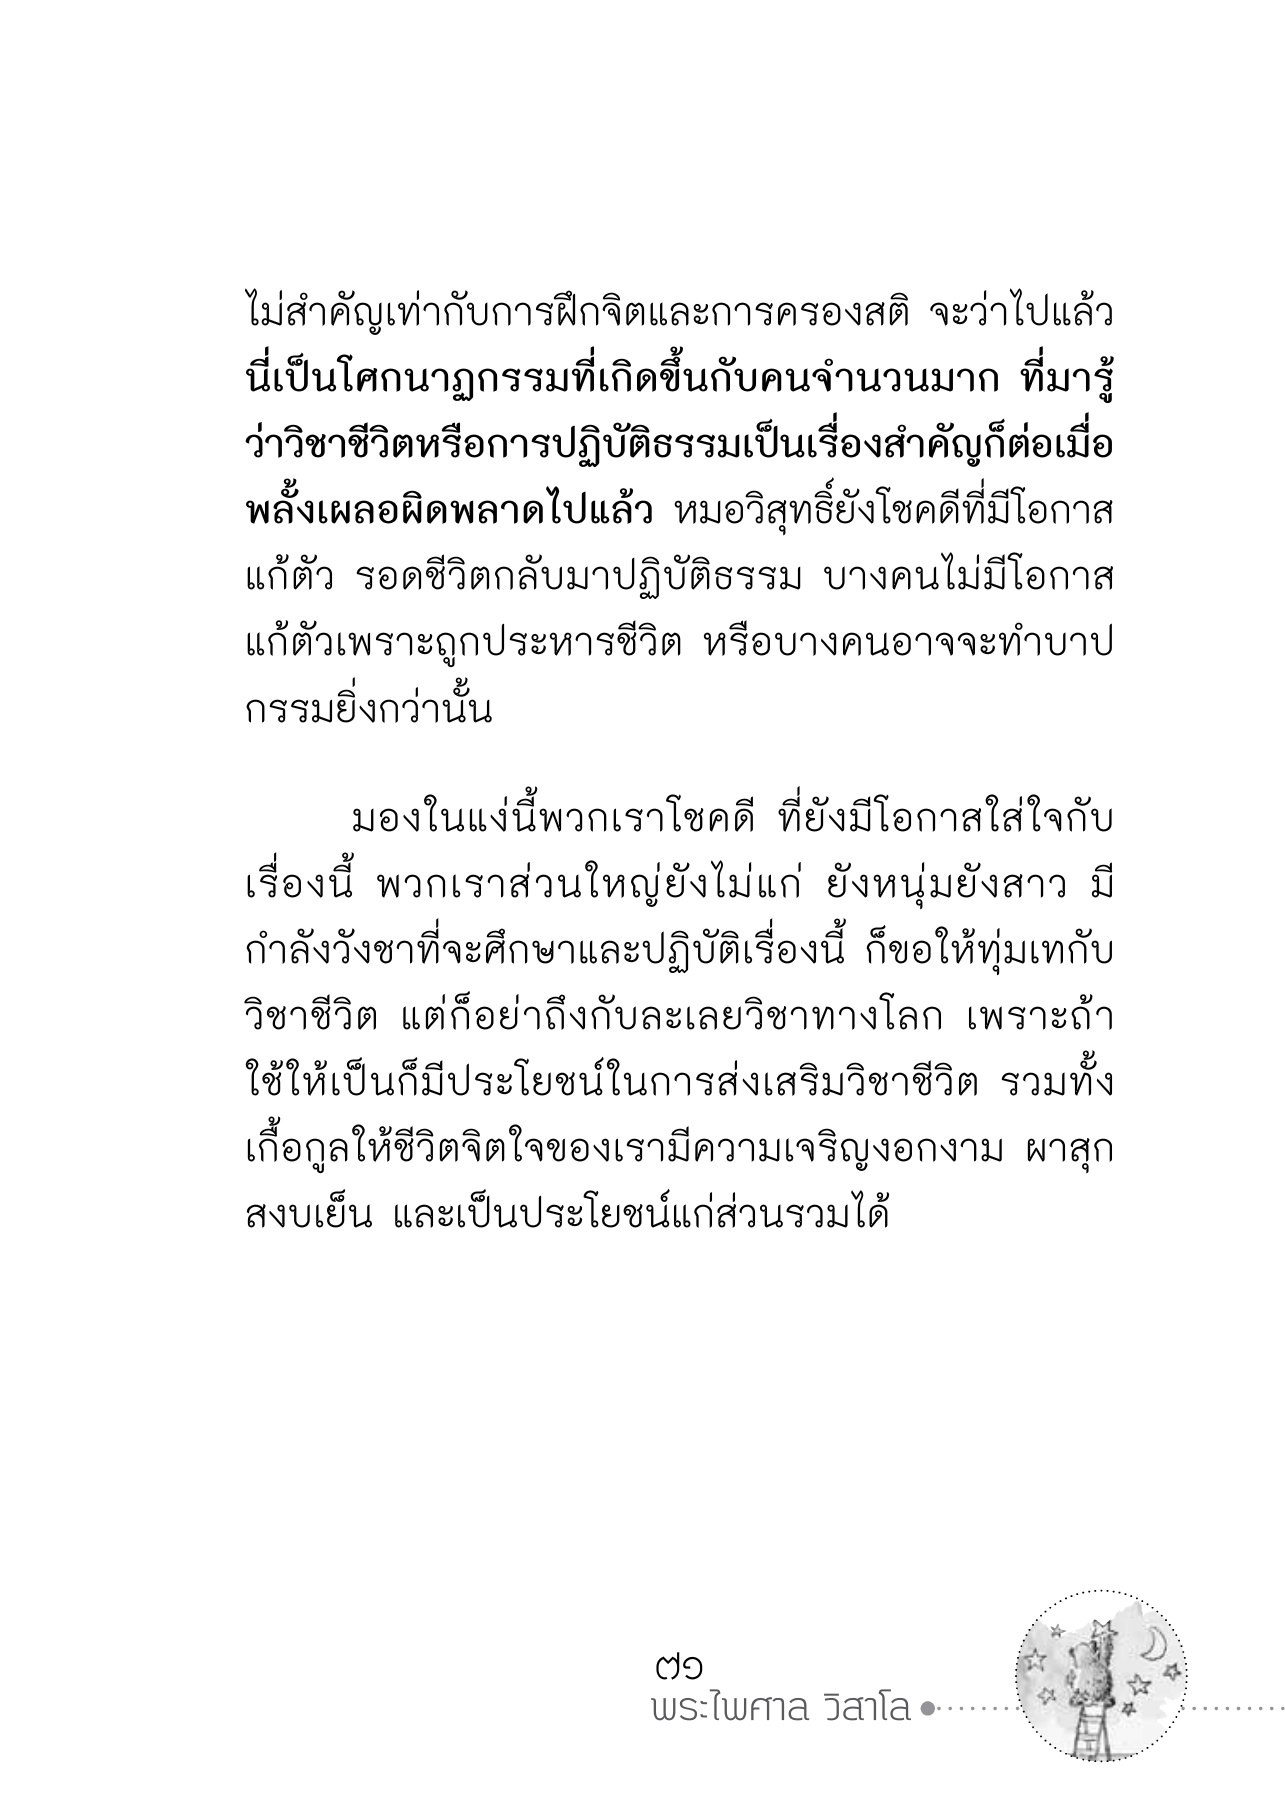 ไม่สำคัญเท่ากับการฝึกจิตและการครองสติ จะว่าไปแล้ว
นี่เป็นโศกนาฏกรรมที่เกิดขึ้นกับคนจำนวนมาก ที่มารู้
ว่าวิชาชีวิตหรือการปฏิบัติธรรมเป็นเรื่องสำคัญก็ต่อเมื่อ
พลั้งเผลอผิดพลาดไปแล้ว หมอวิสุทธิ์ยังโชคดีที่มีโอกาส
แก้ตัว รอดชีวิตกลับมาปฏิบัติธรรม บางคนไม่มีโอกาส
แก้ตัวเพราะถูกประหารชีวิต หรือบางคนอาจจะทำบาป
กรรมยิ่งกว่านั้น
มองในแง่นี้พวกเราโชคดี ที่ยังมีโอกาสใส่ใจกับ
เรื่องนี้ พวกเราส่วนใหญ่ยังไม่แก่ ยังหนุ่มยังสาว มี
กำลังวังชาที่จะศึกษาและปฏิบัติเรื่องนี้ ก็ขอให้ทุ่มเทกับ
วิชาชีวิต แต่ก็อย่าถึงกับละเลยวิชาทางโลก เพราะถ้า
ใช้ให้เป็นก็มีประโยชน์ในการส่งเสริมวิชาชีวิต รวมทั้ง
เกื้อกูลให้ชีวิตจิตใจของเรามีความเจริญงอกงาม ผาสุก
สงบเย็น และเป็นประโยชน์แก่ส่วนรวมได้
๗๑
พระไพศาล วิสาโล